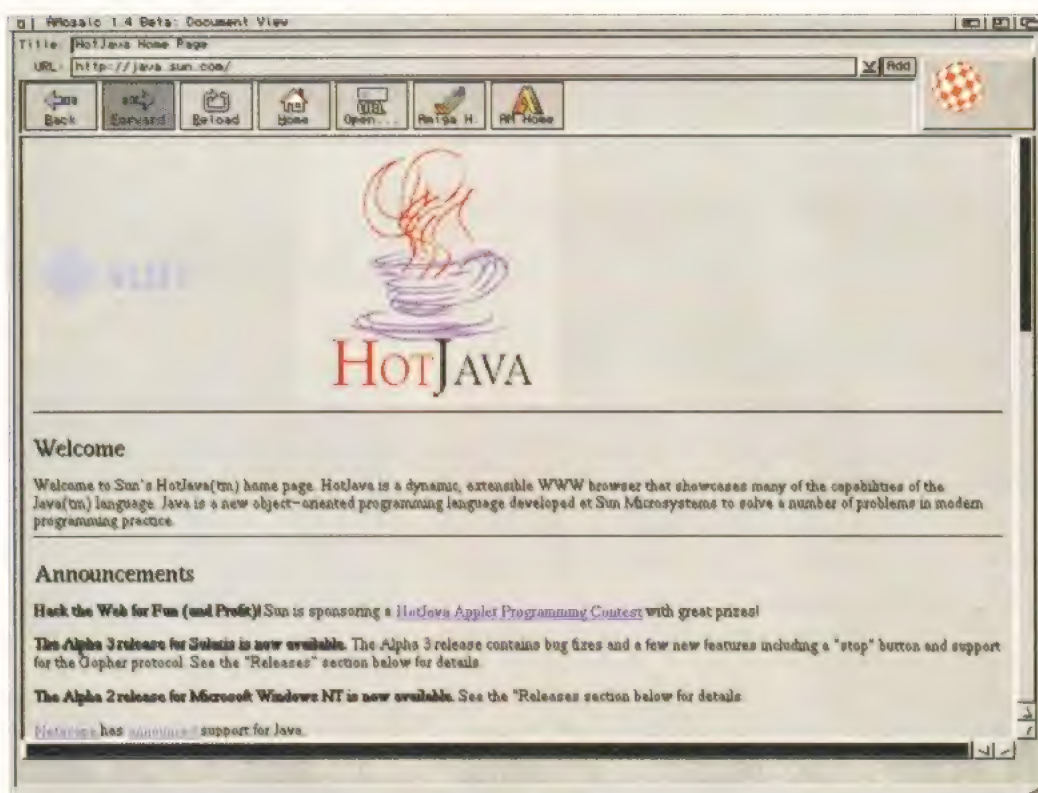 AMosaic 1.4 Beta: Document View
Title: HotJava Home Page
URL: http://java.sun.com/
Add
Back
Forward
Reload
Home
Open...
Amiga H.
AM Home
Sun
HOTJAVA
Welcome
Welcome to Sun's HotJava(tm) home page. HotJava is a dynamic, extensible WWW browser that showcases many of the capabilities of the
Java(tm) language. Java is a new object-oriented programming language developed at Sun Microsystems to solve a number of problems in modern
programming practice.
Announcements
Hack the Web for Fun (and Profit)! Sun is sponsoring a HotJava Applet Programming Contest with great prizes!
The Alpha 3 release for Solaris is now available. The Alpha 3 release contains bug fixes and a few new features including a "stop" button and support
for the Gopher protocol. See the "Releases" section below for details.
The Alpha 2 release for Microsoft Windows NT is now available. See the "Releases section below for details.
Netscape has announced support for Java.